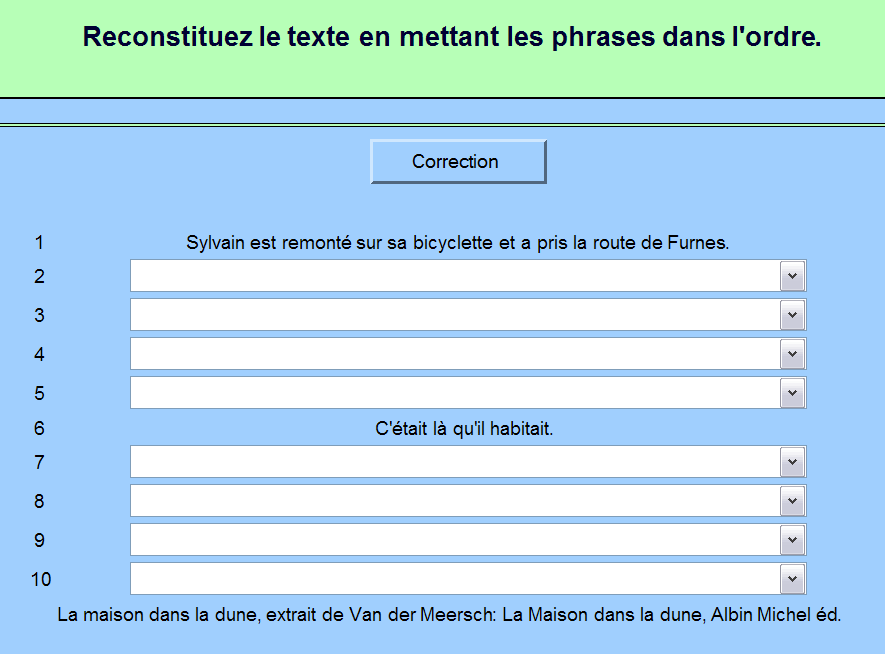 Reconstituez le texte en mettant les phrases dans l'ordre.
Correction
1 Sylvain est remonté sur sa bicyclette et a pris la route de Furnes.
2
3
4
5
6 C'était là qu'il habitait.
7
8
9
10
La maison dans la dune, extrait de Van der Meersch: La Maison dans la dune, Albin Michel éd.